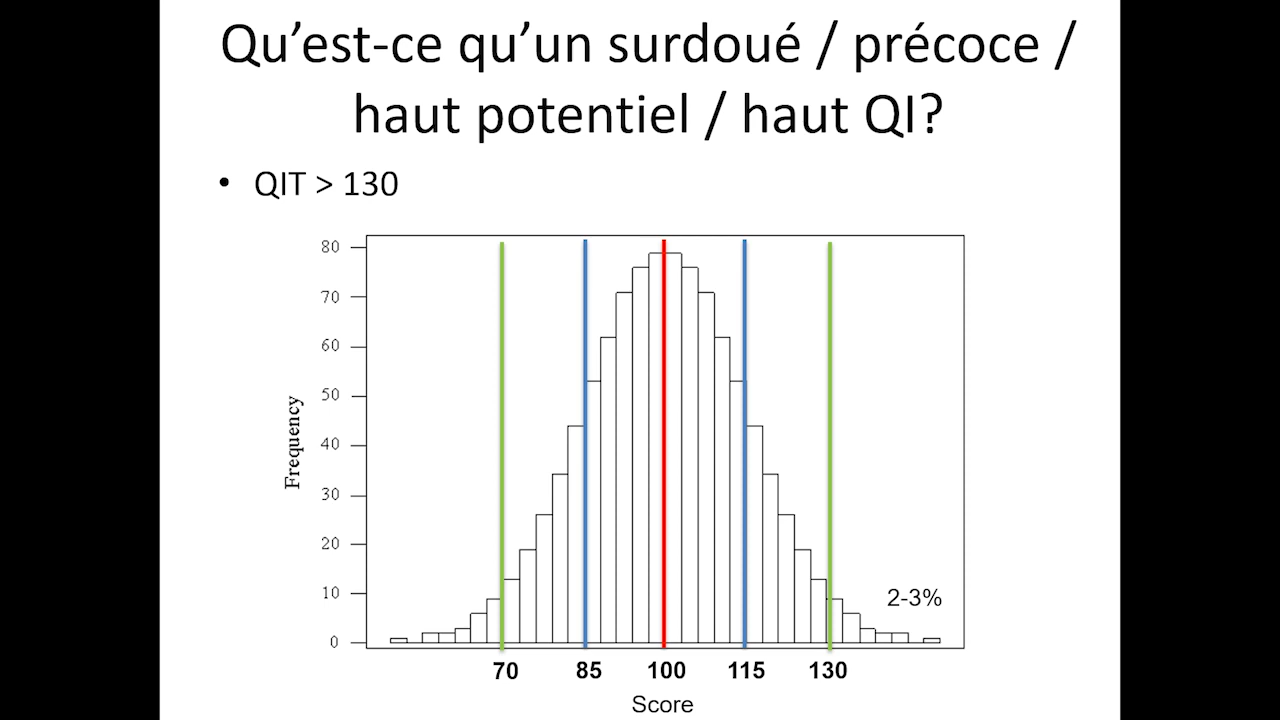 Qu’est-ce qu’un surdoué / précoce /
haut potentiel / haut QI?
• QIT > 130
80
70
60
50
40
30
20
10
0
Frequency
2-3%
70 85 100 115 130
Score